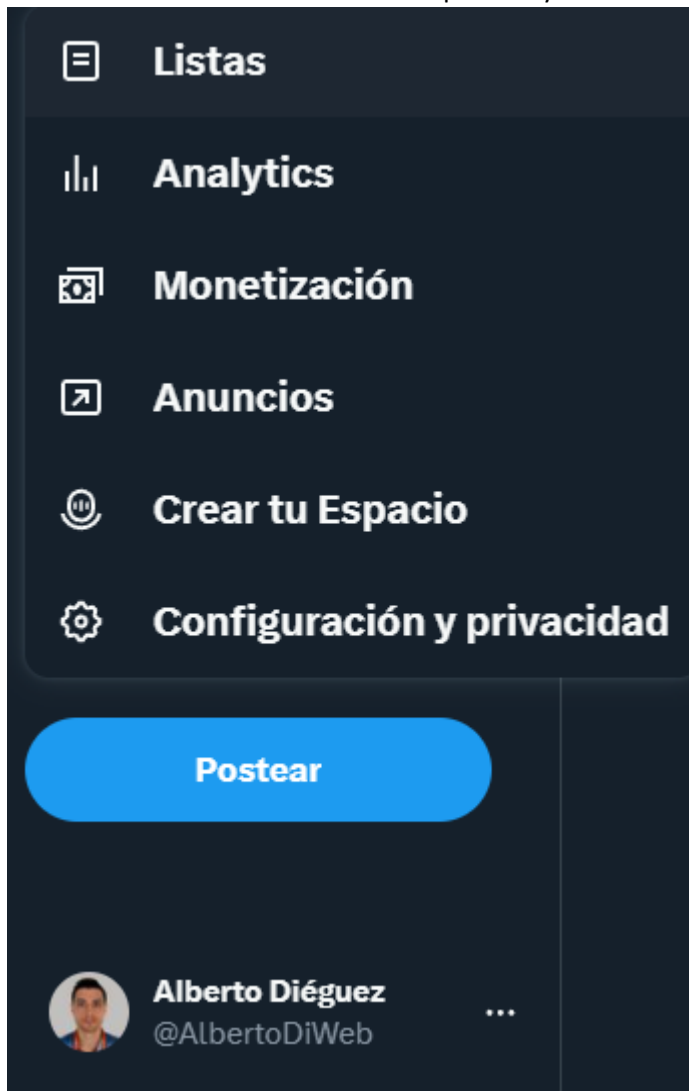 Listas
Analytics
Monetización
Anuncios
Crear tu Espacio
Configuración y privacidad
Postear
Alberto Diéguez
@AlbertoDiWeb